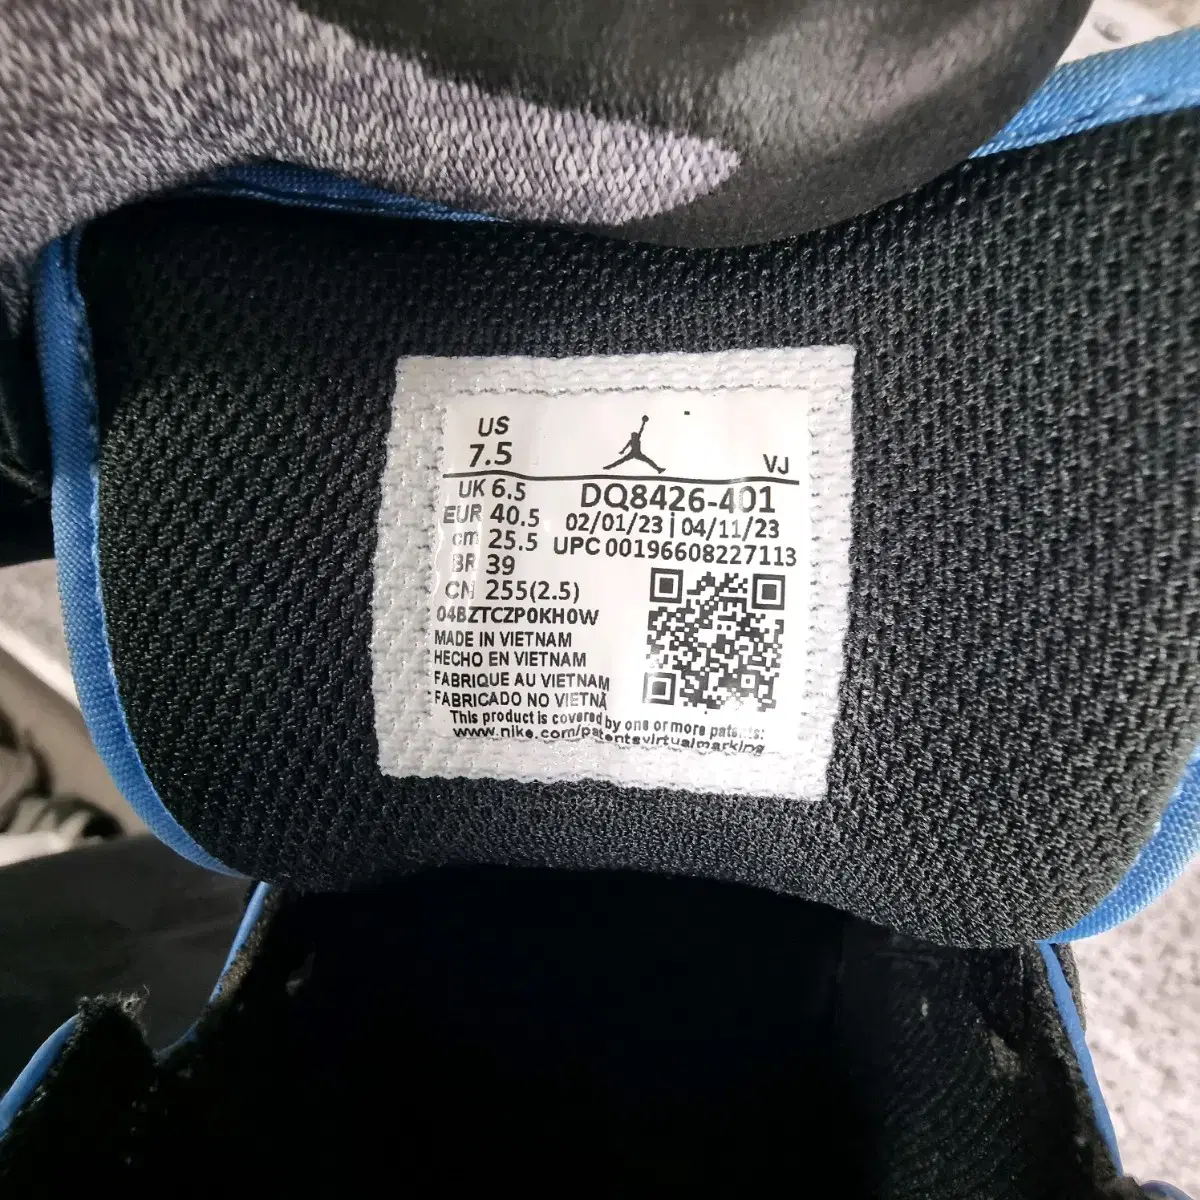 US
7.5
VJ
UK 6.5
EUR 40.5
cm 25.5
BR 39
CN 255(2.5)
DQ8426-401
02/01/23 | 04/11/23
UPC 00196608227113
04BZTCZP0KH0W
MADE IN VIETNAM
HECHO EN VIETNAM
FABRIQUE AU VIETNAM
FABRICADO NO VIETNÃ
This product is covered by one or more patents:
www.nike.com/patentsvirtualmarking